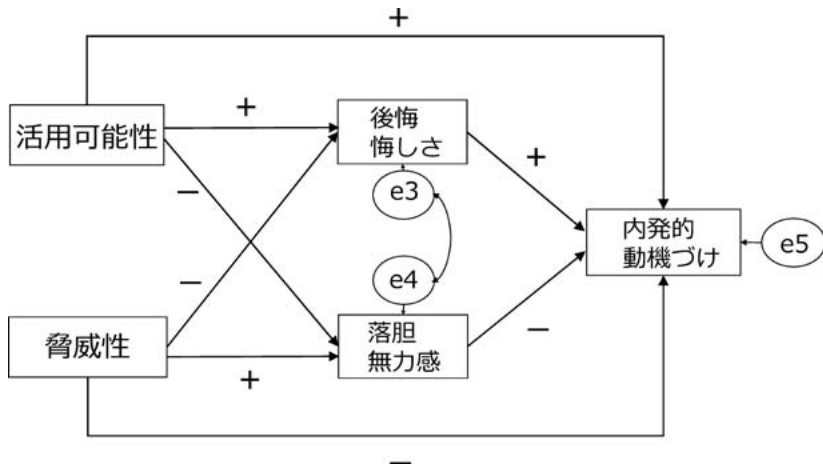 +
活用可能性
+
後悔
悔しさ
+
−
e3
内発的
動機づけ
e5
−
e4
脅威性
落胆
無力感
−
+
−